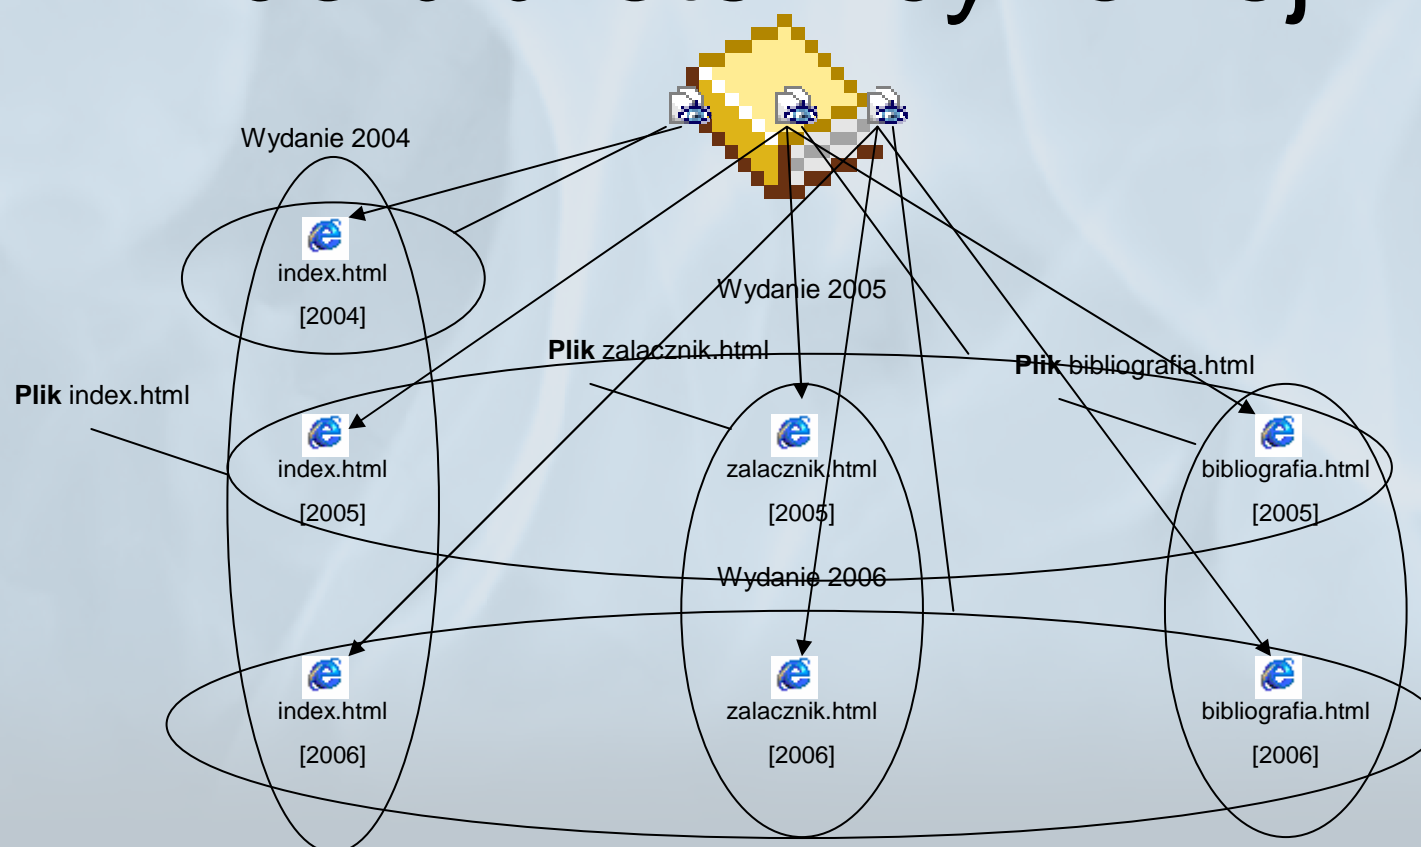 Wydanie 2004
index.html
[2004]
Wydanie 2005
Plik zalacznik.html
Plik bibliografia.html
Plik index.html
index.html
[2005]
zalacznik.html
[2005]
bibliografia.html
[2005]
Wydanie 2006
index.html
[2006]
zalacznik.html
[2006]
bibliografia.html
[2006]